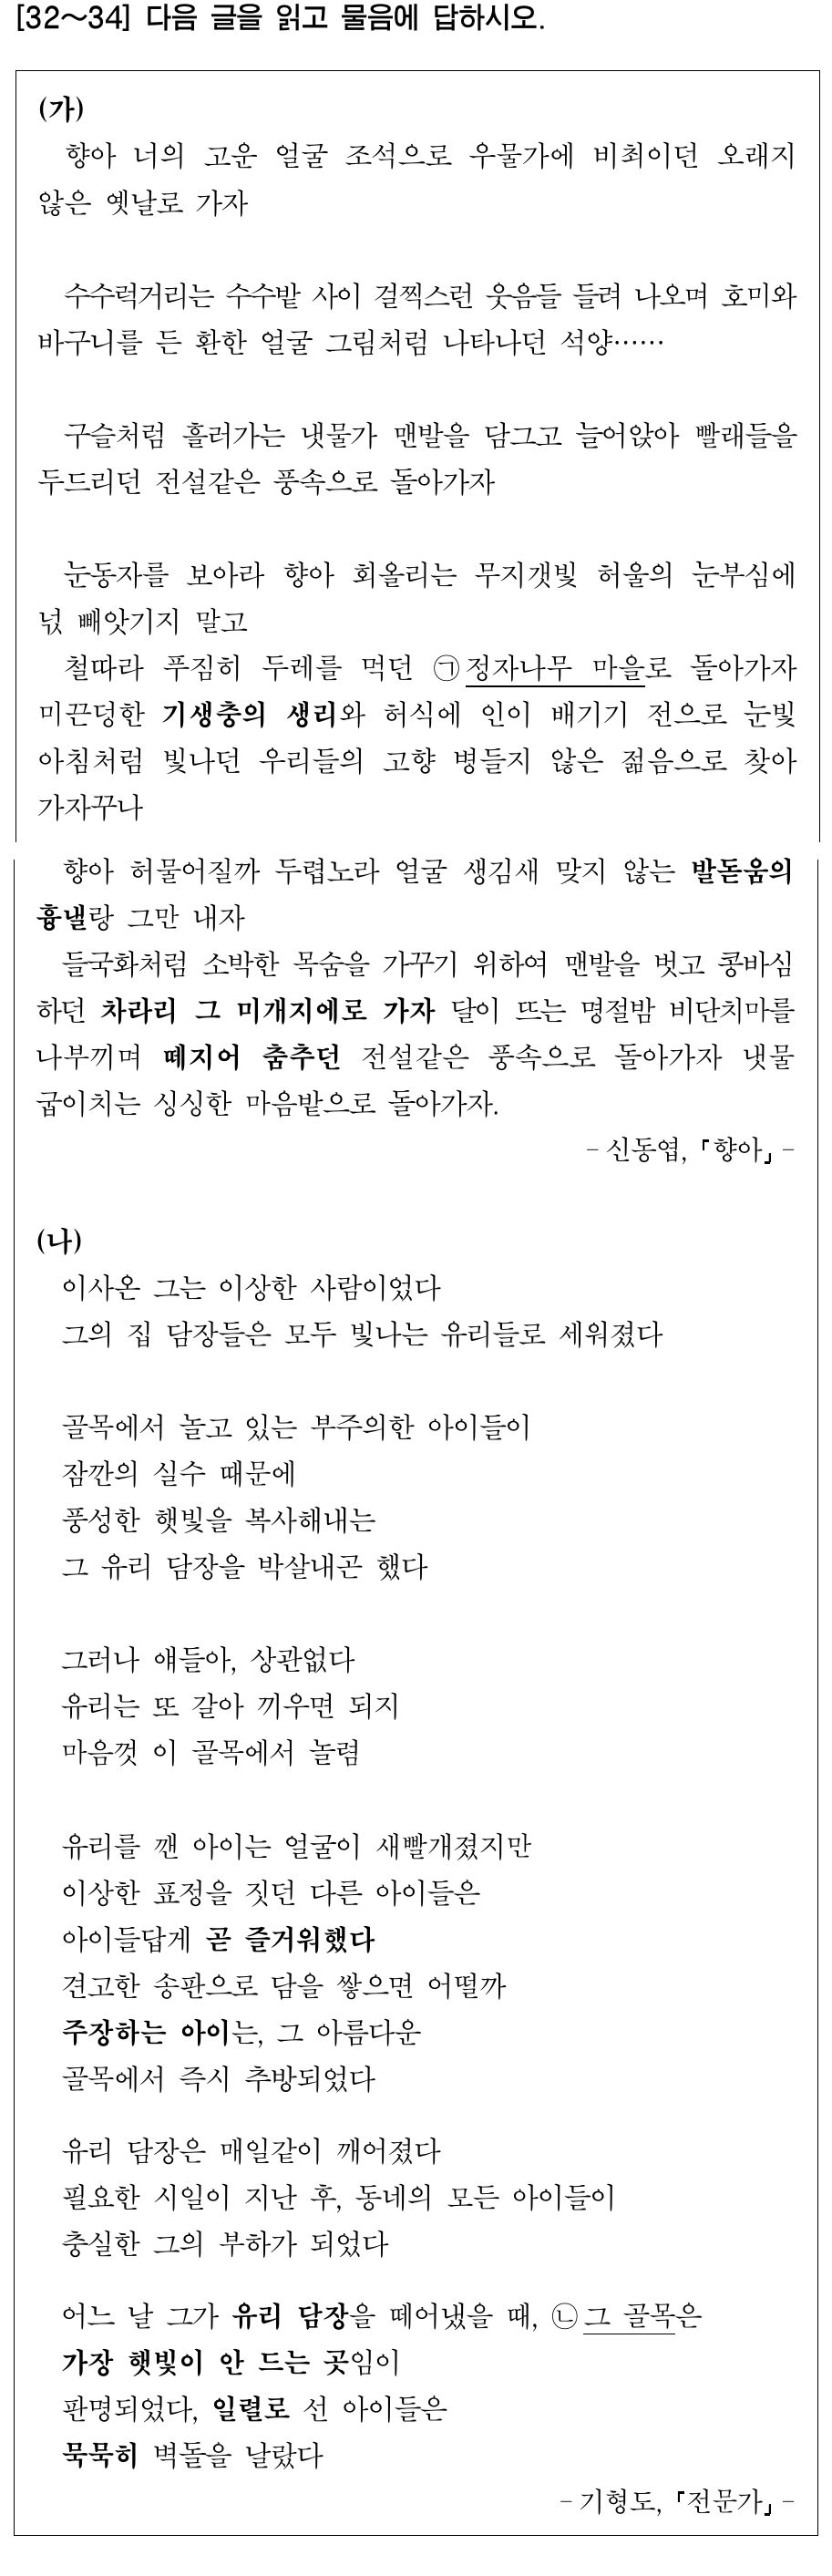 [32~34] 다음 글을 읽고 물음에 답하시오.
(가)
향아 너의 고운 얼굴 조석으로 우물가에 비최이던 오래지
않은 옛날로 가자
수수럭거리는 수수밭 사이 걸찍스런 웃음들 들려 나오며 호미와
바구니를 든 환한 얼굴 그림처럼 나타나던 석양……
구슬처럼 흘러가는 냇물가 맨발을 담그고 늘어앉아 빨래들을
두드리던 전설같은 풍속으로 돌아가자
눈동자를 보아라 향아 회올리는 무지갯빛 허울의 눈부심에
넋 빼앗기지 말고
철따라 푸짐히 두레를 먹던 ㉠정자나무 마을로 돌아가자
미끈덩한 기생충의 생리와 허식에 인이 배기기 전으로 눈빛
아침처럼 빛나던 우리들의 고향 병들지 않은 젊음으로 찾아
가자꾸나
향아 허물어질까 두렵노라 얼굴 생김새 맞지 않는 발돋움의
흉낼랑 그만 내자
들국화처럼 소박한 목숨을 가꾸기 위하여 맨발을 벗고 콩바심
하던 차라리 그 미개지에로 가자 달이 뜨는 명절밤 비단치마를
나부끼며 떼지어 춤추던 전설같은 풍속으로 돌아가자 냇물
굽이치는 싱싱한 마음밭으로 돌아가자.
- 신동엽, 「향아」 -
(나)
이사온 그는 이상한 사람이었다
그의 집 담장들은 모두 빛나는 유리들로 세워졌다
골목에서 놀고 있는 부주의한 아이들이
잠깐의 실수 때문에
풍성한 햇빛을 복사해내는
그 유리 담장을 박살내곤 했다
그러나 얘들아, 상관없다
유리는 또 갈아 끼우면 되지
마음껏 이 골목에서 놀렴
유리를 깬 아이는 얼굴이 새빨개졌지만
이상한 표정을 짓던 다른 아이들은
아이들답게 곧 즐거워했다
견고한 송판으로 담을 쌓으면 어떨까
주장하는 아이는, 그 아름다운
골목에서 즉시 추방되었다
유리 담장은 매일같이 깨어졌다
필요한 시일이 지난 후, 동네의 모든 아이들이
충실한 그의 부하가 되었다
어느 날 그가 유리 담장을 떼어냈을 때, ㉡그 골목은
가장 햇빛이 안 드는 곳임이
판명되었다, 일렬로 선 아이들은
묵묵히 벽돌을 날랐다
- 기형도, 「전문가」 -